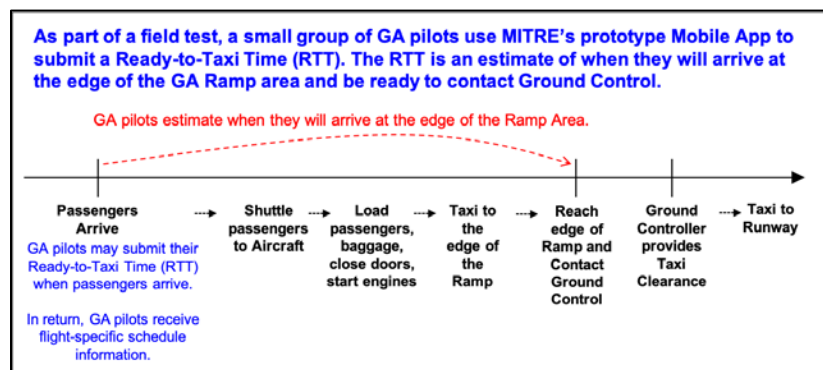 As part of a field test, a small group of GA pilots use MITRE's prototype Mobile App to
submit a Ready-to-Taxi Time (RTT). The RTT is an estimate of when they will arrive at
the edge of the GA Ramp area and be ready to contact Ground Control.
GA pilots estimate when they will arrive at the edge of the Ramp Area.
Passengers
Arrive
GA pilots may submit their
Ready-to-Taxi Time (RTT)
when passengers arrive.
In return, GA pilots receive
flight-specific schedule
information.
Shuttle
passengers
to Aircraft
Load
passengers,
baggage,
close doors,
start engines
Taxi to
the
edge of
the
Ramp
Reach
edge of
Ramp and
Contact
Ground
Control
Ground
Controller
provides
Taxi
Clearance
Taxi to
Runway